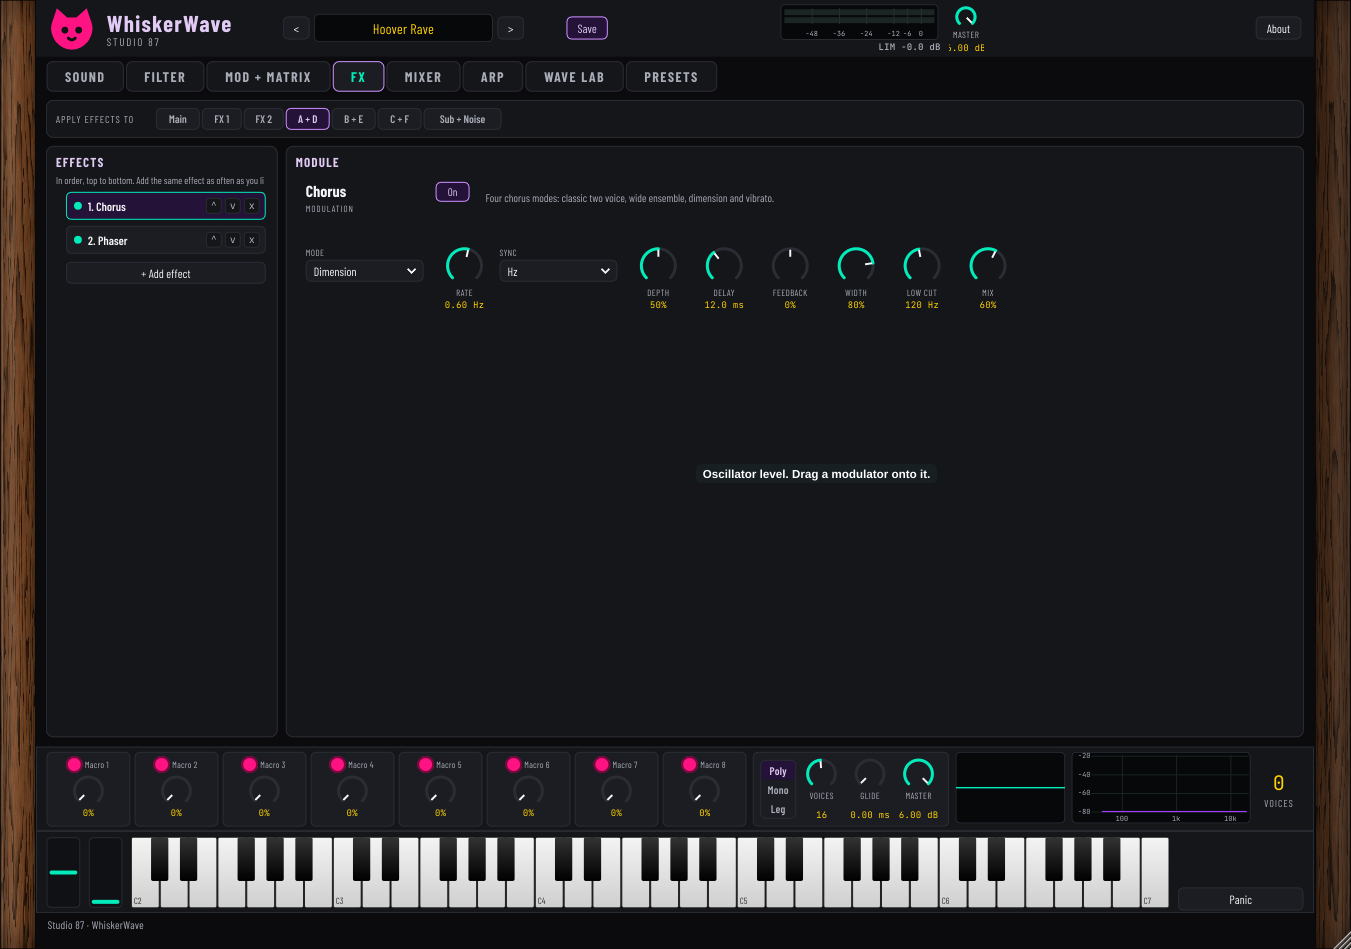 WhiskerWave
STUDIO 87
<
Hoover Rave
>
Save
-48 -36 -24 -12 -6 0
LIM -0.0 dB
MASTER
6.00 dB
About
SOUND
FILTER
MOD + MATRIX
FX
MIXER
ARP
WAVE LAB
PRESETS
APPLY EFFECTS TO
Main
FX 1
FX 2
A + D
B + E
C + F
Sub + Noise
EFFECTS
In order, top to bottom. Add the same effect as often as you li
1. Chorus ^ v x
2. Phaser ^ v x
+ Add effect
MODULE
Chorus
MODULATION
On
Four chorus modes: classic two voice, wide ensemble, dimension and vibrato.
MODE
Dimension
RATE
0.60 Hz
SYNC
Hz
DEPTH
50%
DELAY
12.0 ms
FEEDBACK
0%
WIDTH
80%
LOW CUT
120 Hz
MIX
60%
Oscillator level. Drag a modulator onto it.
Macro 1
0%
Macro 2
0%
Macro 3
0%
Macro 4
0%
Macro 5
0%
Macro 6
0%
Macro 7
0%
Macro 8
0%
Poly
Mono
Leg
VOICES
16
GLIDE
0.00 ms
MASTER
6.00 dB
-20
-40
-60
-80
100 1k 10k
0
VOICES
C2 C3 C4 C5 C6 C7
Panic
Studio 87 · WhiskerWave